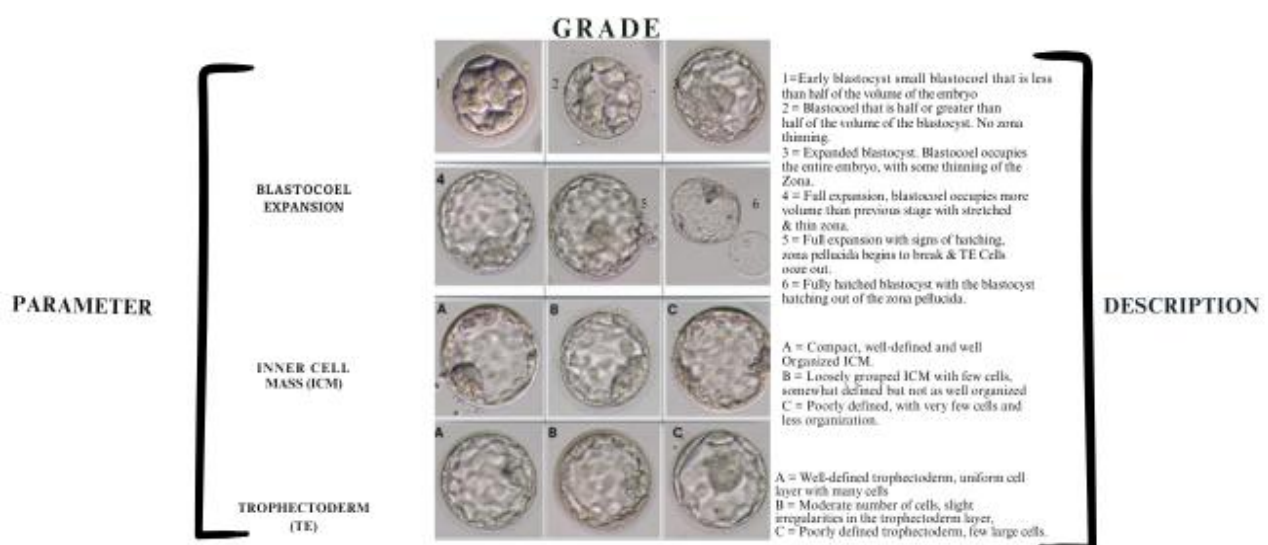 GRADE
1
2
4
5
6
A
B
C
A
B
C
PARAMETER
BLASTOCOEL
EXPANSION
INNER CELL
MASS (ICM)
TROPHECTODERM
(TE)
1=Early blastocyst small blastocoel that is less
than half of the volume of the embryo
2 = Blastocoel that is half or greater than
half of the volume of the blastocyst. No zona
thinning.
3 = Expanded blastocyst. Blastocoel occupies
the entire embryo, with some thinning of the
Zona.
4 = Full expansion, blastocoel occupies more
volume than previous stage with stretched
& thin zona.
5 = Full expansion with signs of hatching,
zona pellucida begins to break & TE Cells
ooze out.
6 = Fully hatched blastocyst with the blastocyst
hatching out of the zona pellucida.
A = Compact, well-defined and well
Organized ICM.
B = Loosely grouped ICM with few cells,
somewhat defined but not as well organized
C = Poorly defined, with very few cells and
less organization.
A = Well-defined trophectoderm, uniform cell
layer with many cells
B = Moderate number of cells, slight
irregularities in the trophectoderm layer,
C = Poorly defined trophectoderm, few large cells.
DESCRIPTION